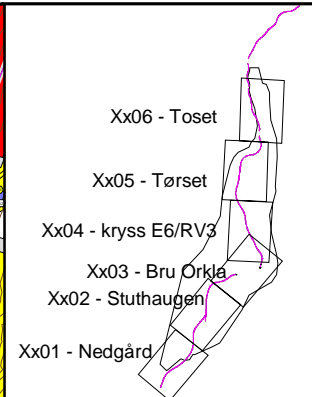 Xx06 - Toset
Xx05 - Tørset
Xx04 - kryss E6/RV3
Xx03 - Bru Orkla
Xx02 - Stuthaugen
Xx01 - Nedgård